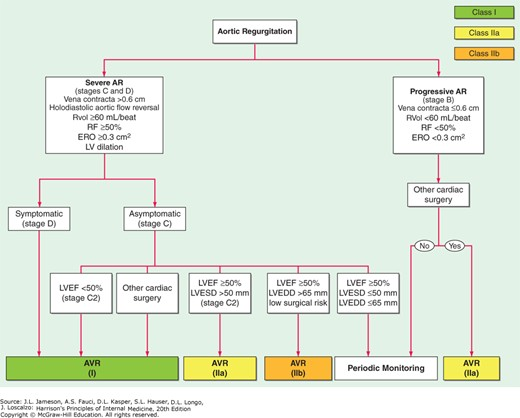 Class I
Class IIa
Class IIb
Aortic Regurgitation
Severe AR
(stages C and D)
Vena contracta >0.6 cm
Holodiastolic aortic flow reversal
RVol ≥60 mL/beat
RF ≥50%
ERO ≥0.3 cm²
LV dilation
Progressive AR
(stage B)
Vena contracta ≤0.6 cm
RVol <60 mL/beat
RF <50%
ERO <0.3 cm²
Other cardiac
surgery
Symptomatic
(stage D)
Asymptomatic
(stage C)
No
Yes
LVEF <50%
(stage C2)
Other cardiac
surgery
LVEF ≥50%
LVESD >50 mm
(stage C2)
LVEF ≥50%
LVEDD >65 mm
low surgical risk
LVEF ≥50%
LVESD ≤50 mm
LVEDD ≤65 mm
AVR
(I)
AVR
(IIa)
AVR
(IIb)
Periodic Monitoring
AVR
(IIa)
Source: J.L. Jameson, A.S. Fauci, D.L. Kasper, S.L. Hauser, D.L. Longo,
J. Loscalzo: Harrison's Principles of Internal Medicine, 20th Edition
Copyright © McGraw-Hill Education. All rights reserved.